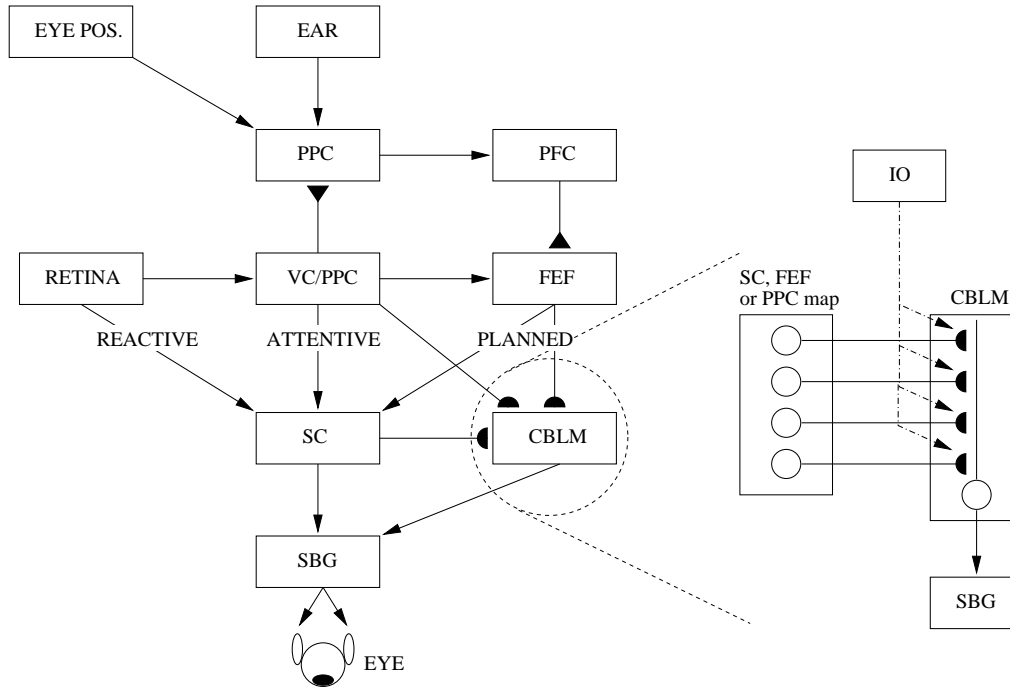 EYE POS.
EAR
PPC
PFC
IO
RETINA
VC/PPC
FEF
SC, FEF
or PPC map
CBLM
REACTIVE
ATTENTIVE
PLANNED
SC
CBLM
SBG
SBG
EYE